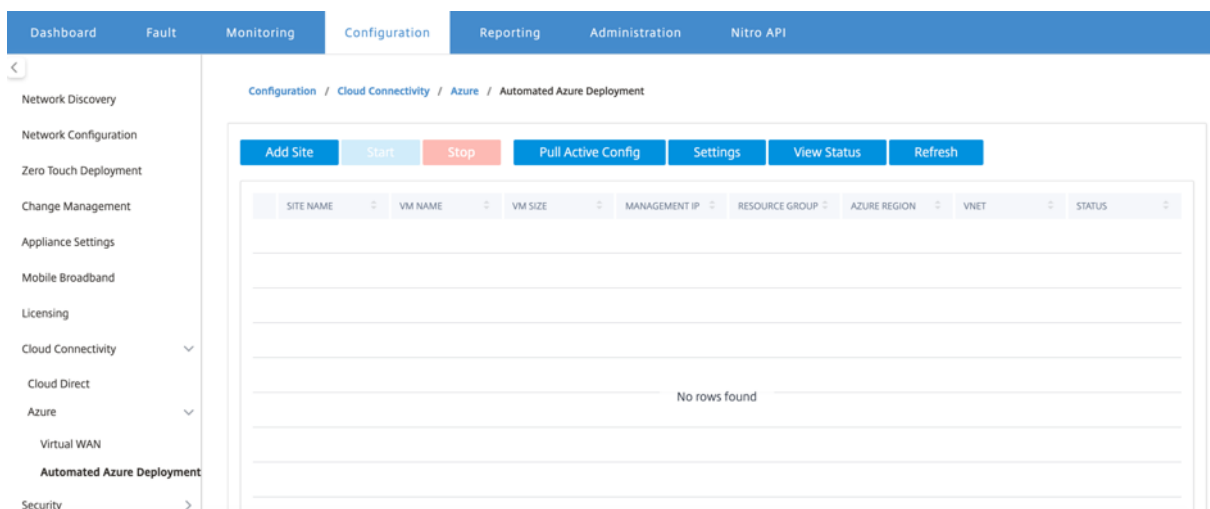 Dashboard Fault Monitoring Configuration Reporting Administration Nitro API
Network Discovery
Network Configuration
Zero Touch Deployment
Change Management
Appliance Settings
Mobile Broadband
Licensing
Cloud Connectivity
Cloud Direct
Azure
Virtual WAN
Automated Azure Deployment
Security
Configuration / Cloud Connectivity / Azure / Automated Azure Deployment
Add Site Start Stop Pull Active Config Settings View Status Refresh
SITE NAME VM NAME VM SIZE MANAGEMENT IP RESOURCE GROUP AZURE REGION VNET STATUS
No rows found